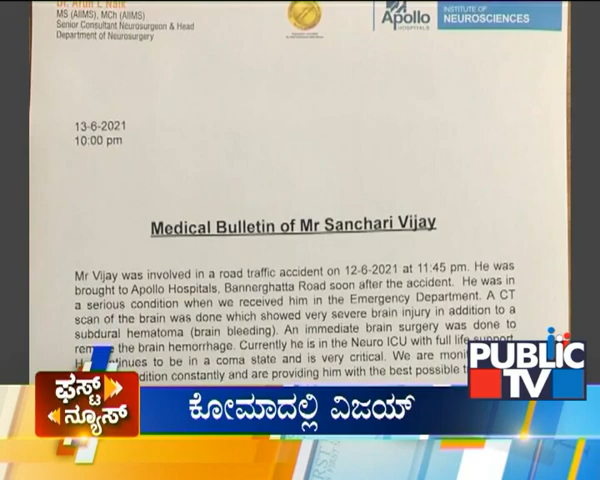 Dr. Arun L Naik
MS (AIIMS), MCh (AIIMS)
Senior Consultant Neurosurgeon & Head
Department of Neurosurgery
Apollo
HOSPITALS
INSTITUTE OF
NEUROSCIENCES
13-6-2021
10:00 pm
Medical Bulletin of Mr Sanchari Vijay
Mr Vijay was involved in a road traffic accident on 12-6-2021 at 11:45 pm. He was
brought to Apollo Hospitals, Bannerghatta Road soon after the accident. He was in
a serious condition when we received him in the Emergency Department. A CT
scan of the brain was done which showed very severe brain injury in addition to a
subdural hematoma (brain bleeding). An immediate brain surgery was done to
the brain hemorrhage. Currently he is in the Neuro ICU with full life support.
to be in a coma state and is very critical. We are
constantly and are providing him with the best possible
PUBLIC
TV
ಫಸ್ಟ್
ನ್ಯೂಸ್
ಕೋಮಾದಲ್ಲಿ ವಿಜಯ್